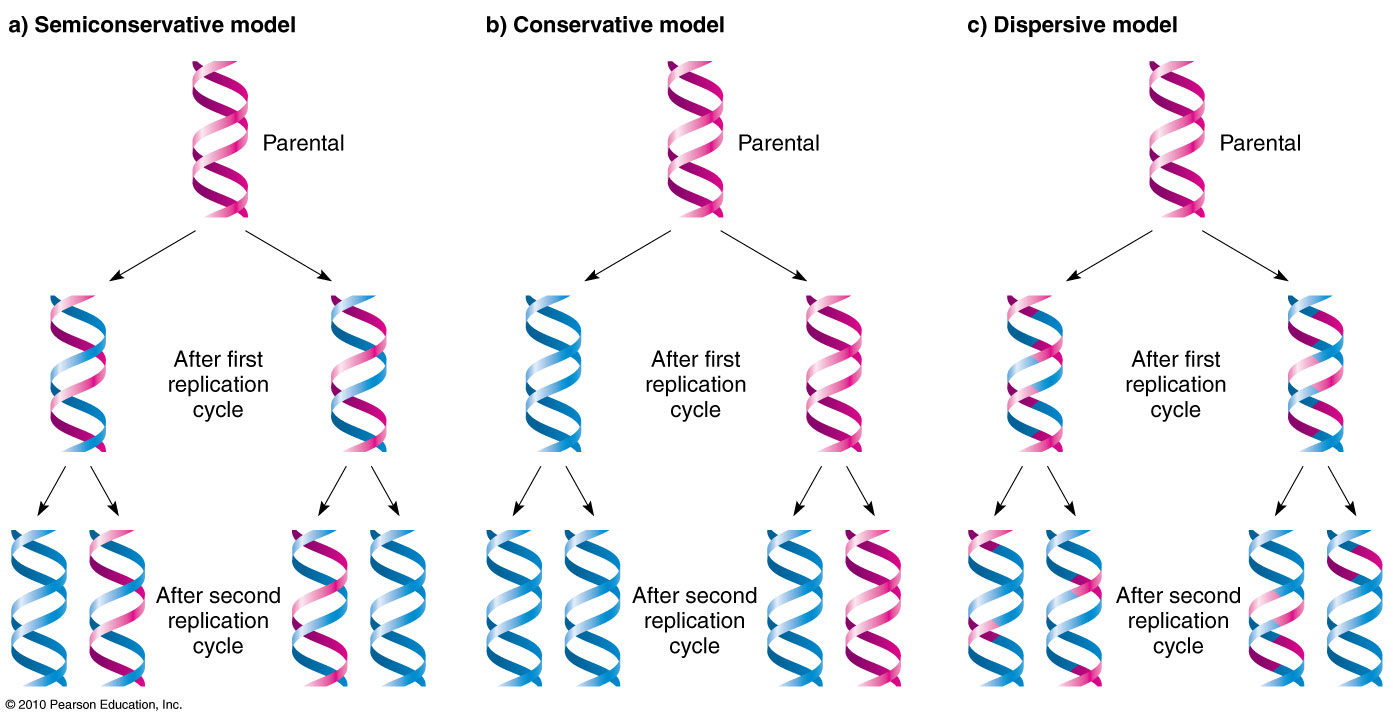 a) Semiconservative model
Parental
After first
replication
cycle
After second
replication
cycle
b) Conservative model
Parental
After first
replication
cycle
After second
replication
cycle
c) Dispersive model
Parental
After first
replication
cycle
After second
replication
cycle
© 2010 Pearson Education, Inc.